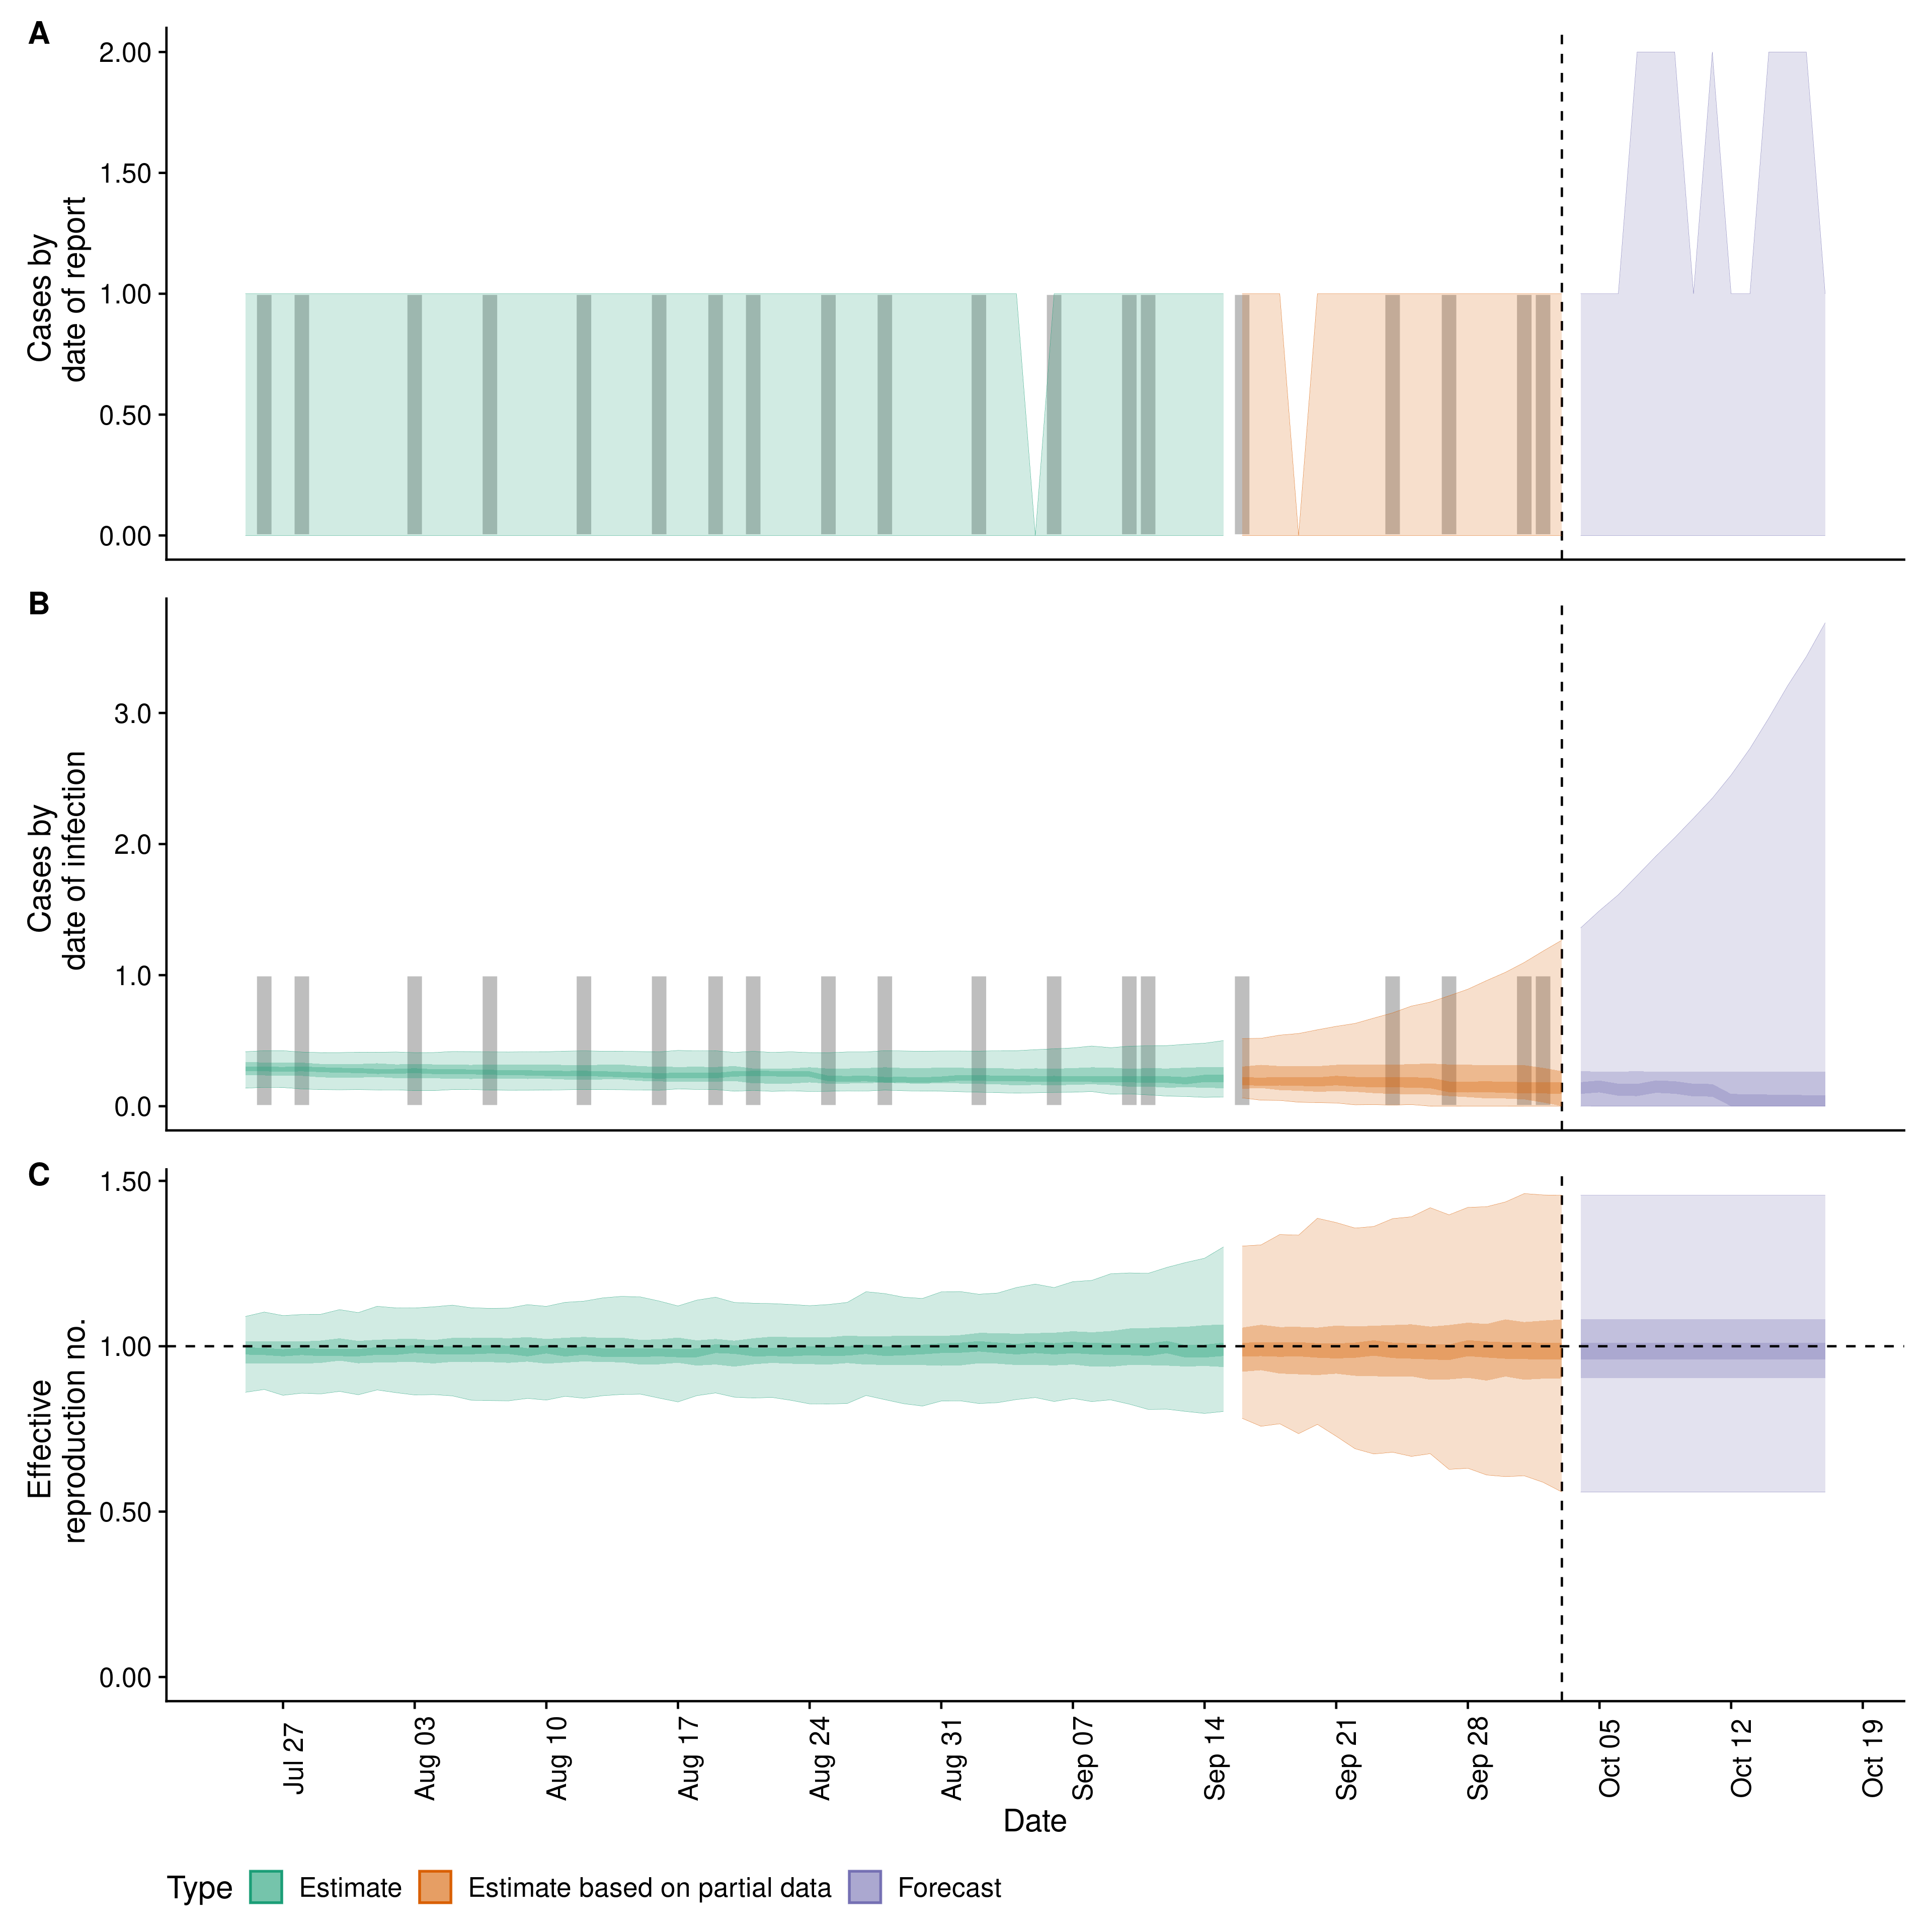 A
Cases by
date of report
2.00
1.50
1.00
0.50
0.00
B
Cases by
date of infection
3.0
2.0
1.0
0.0
C
Effective
reproduction no.
1.50
1.00
0.50
0.00
Jul 27
Aug 03
Aug 10
Aug 17
Aug 24
Aug 31
Sep 07
Sep 14
Sep 21
Sep 28
Oct 05
Oct 12
Oct 19
Date
Type Estimate Estimate based on partial data Forecast